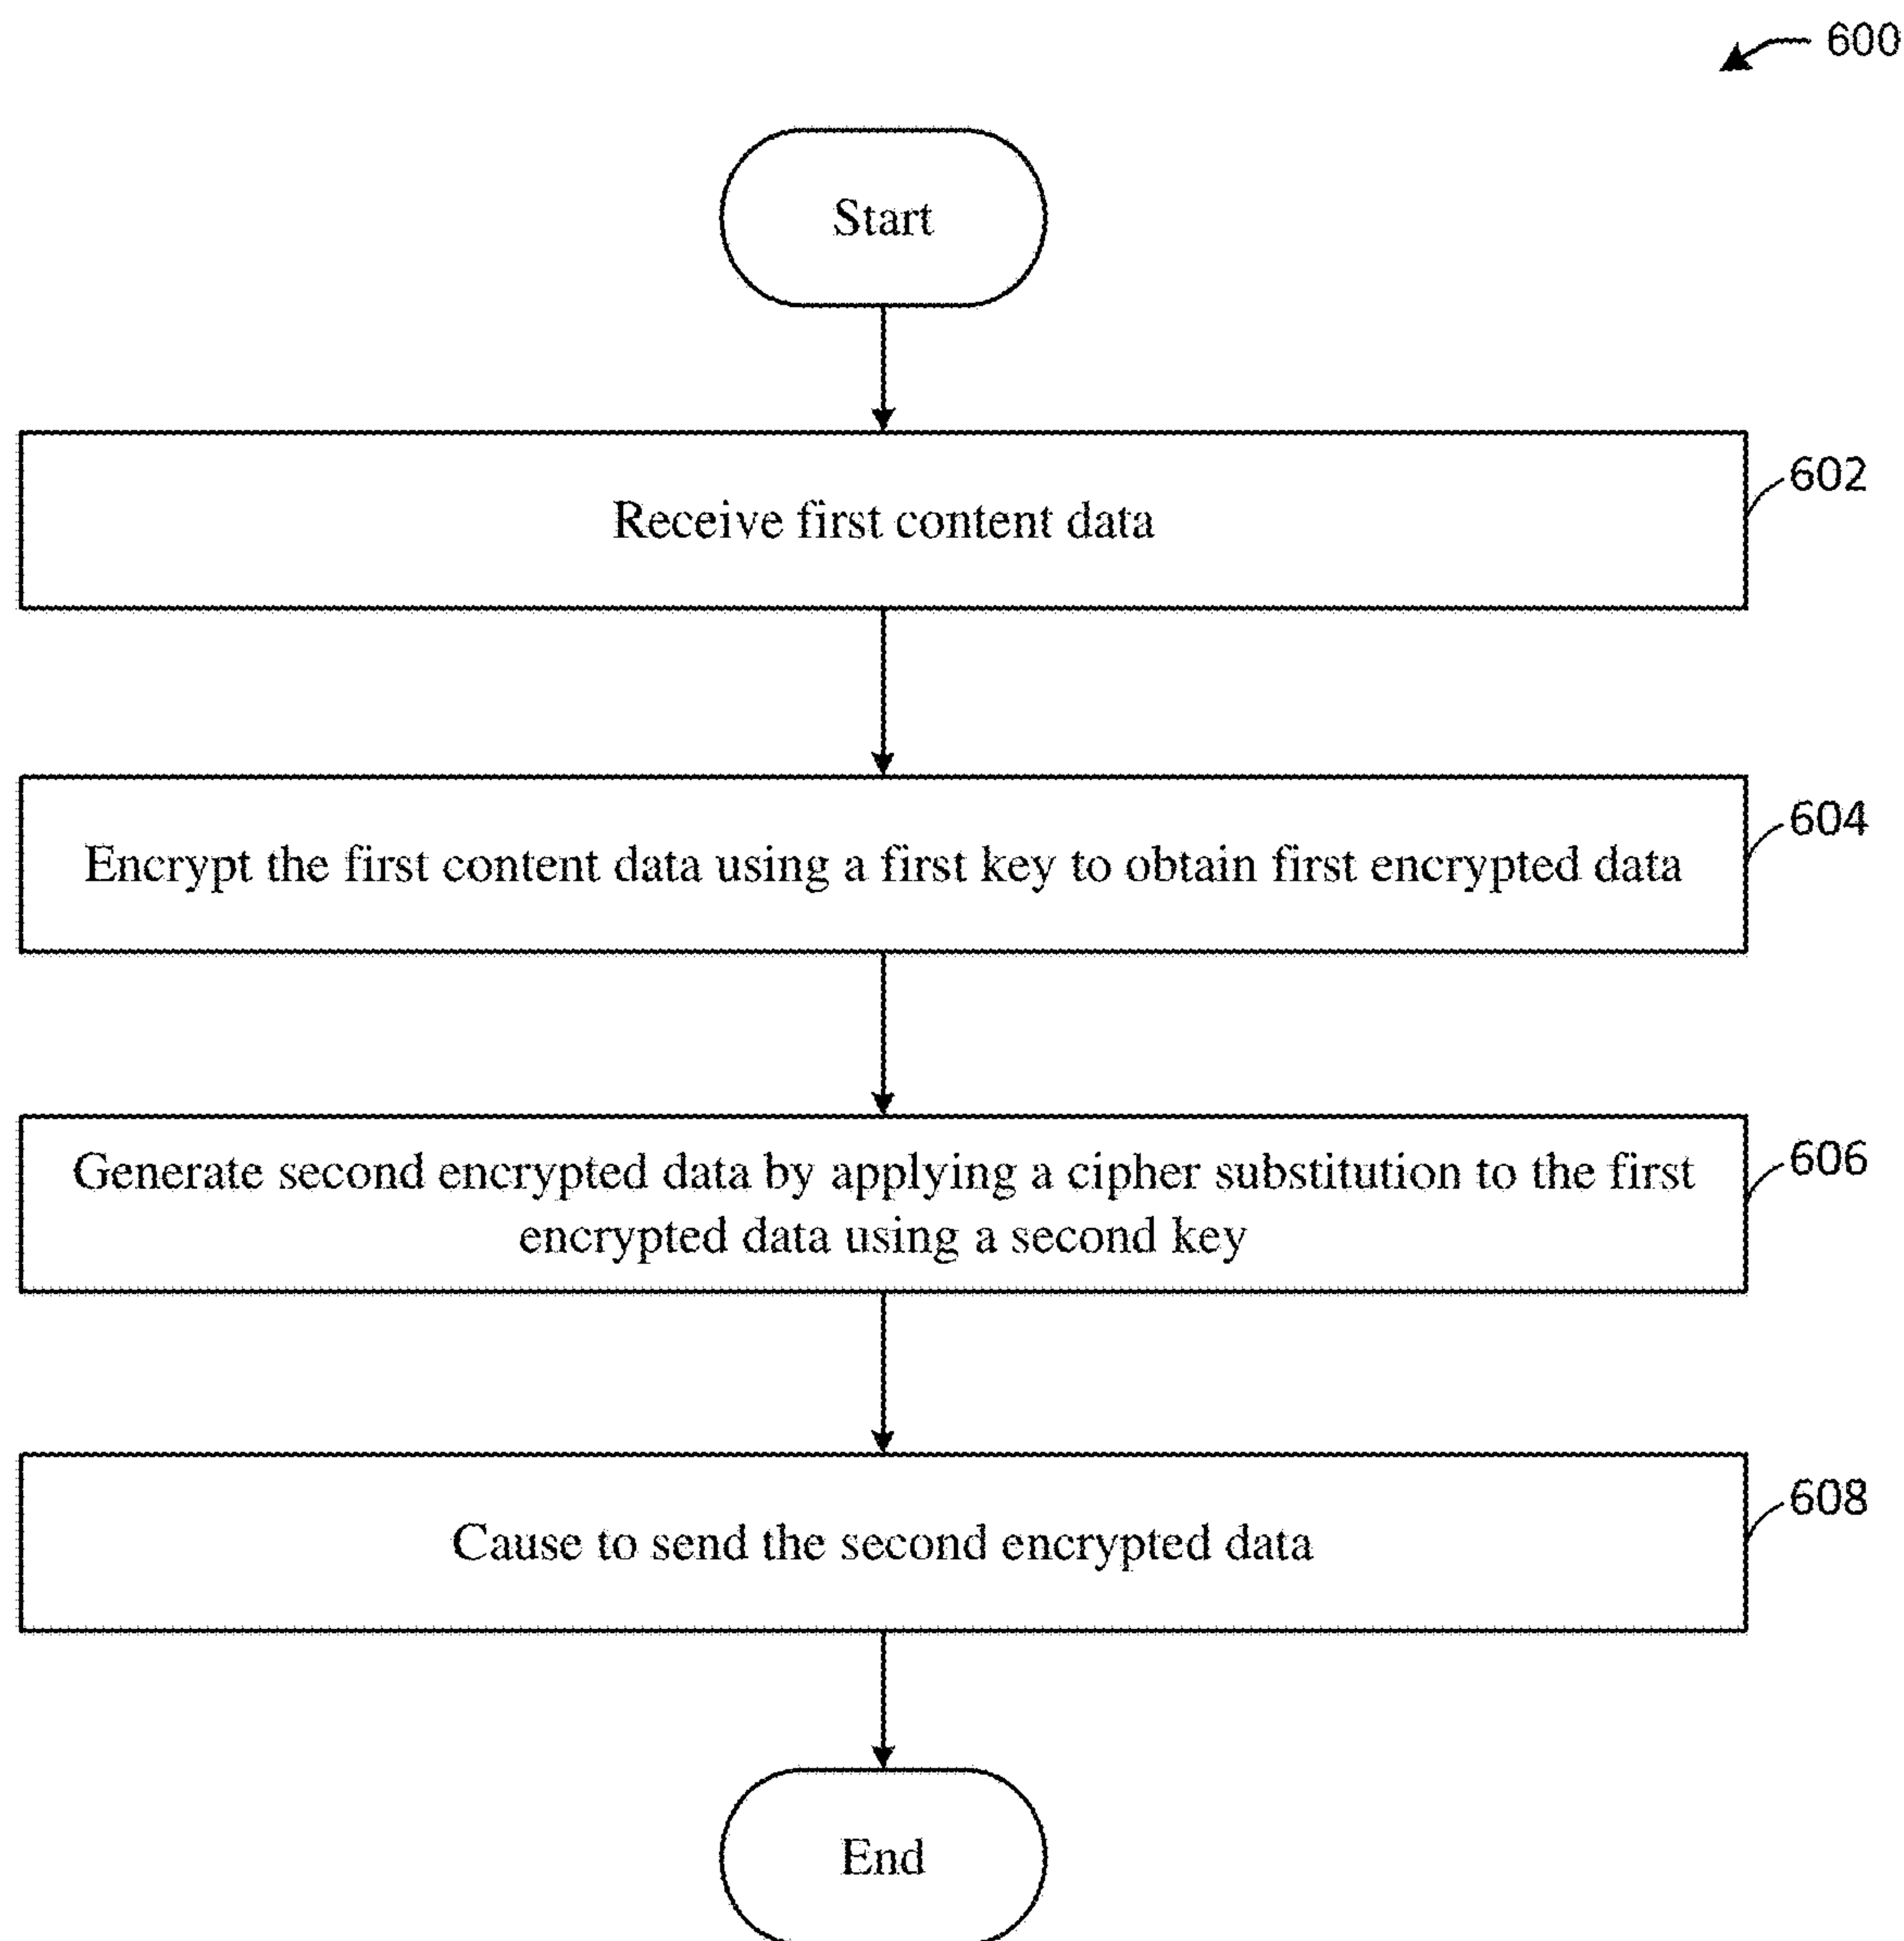 600
Start
Receive first content data
602
Encrypt the first content data using a first key to obtain first encrypted data
604
Generate second encrypted data by applying a cipher substitution to the first
encrypted data using a second key
606
Cause to send the second encrypted data
608
End